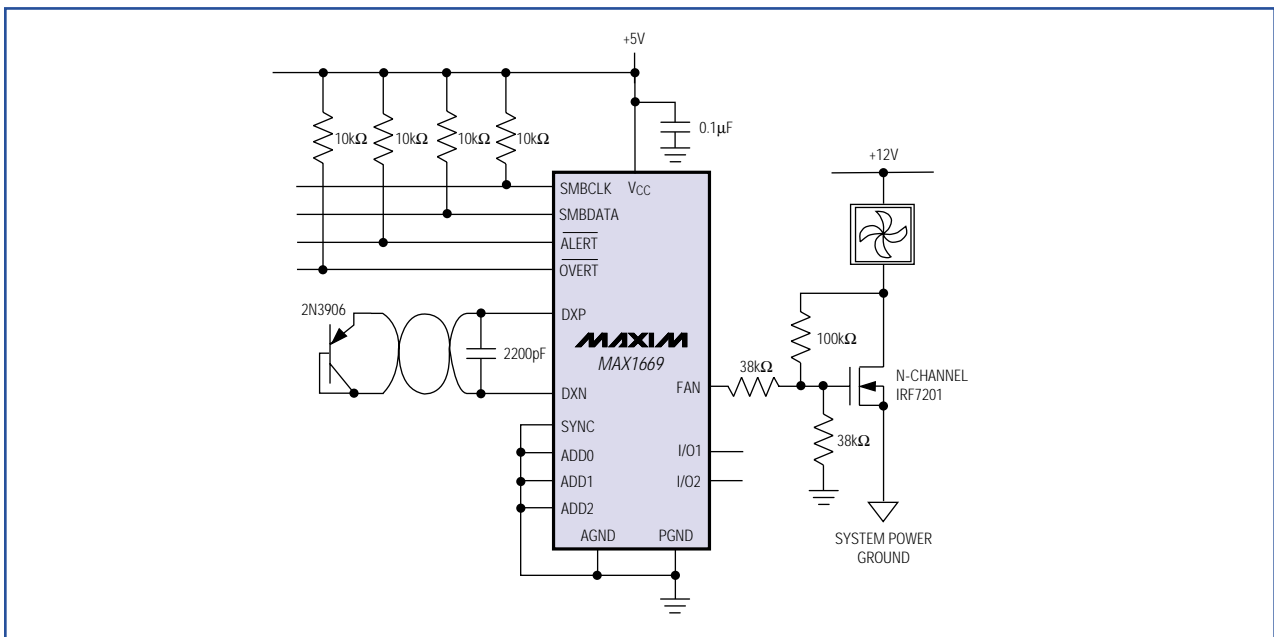 +5V
10kΩ
10kΩ
10kΩ
10kΩ
0.1µF
+12V
SMBCLK
VCC
SMBDATA
ALERT
OVERT
2N3906
DXP
2200pF
MAXIM
MAX1669
100kΩ
38kΩ
N-CHANNEL
IRF7201
DXN
FAN
SYNC
38kΩ
ADD0
I/O1
ADD1
I/O2
ADD2
AGND
PGND
SYSTEM POWER
GROUND